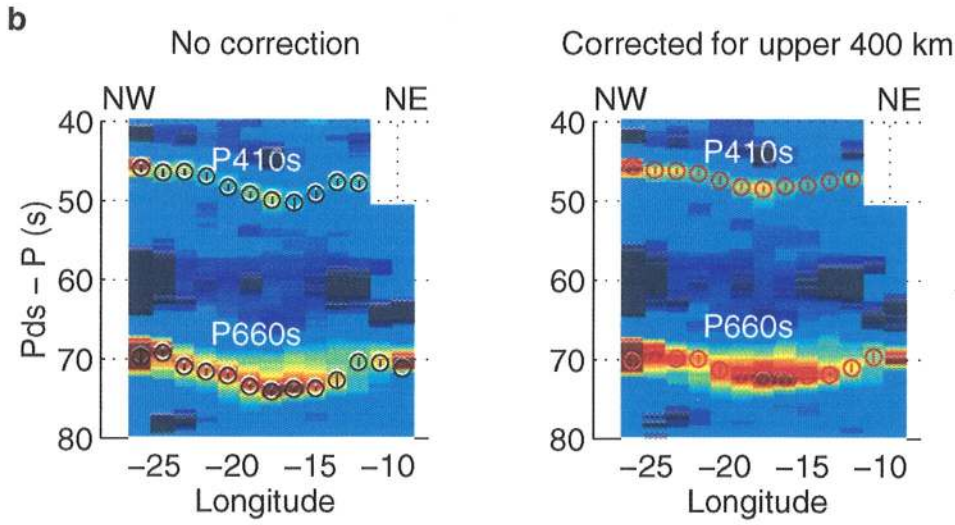 b
No correction
NW NE
40
50
60
70
80
Pds – P (s)
P410s
P660s
–25 –20 –15 –10
Longitude
Corrected for upper 400 km
NW NE
40
50
60
70
80
P410s
P660s
–25 –20 –15 –10
Longitude